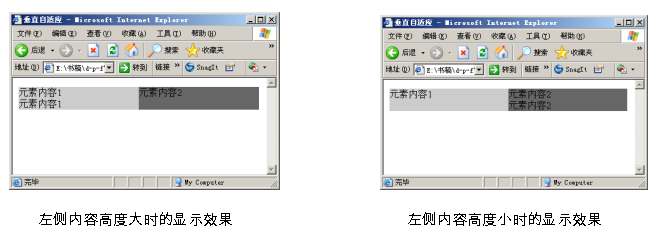 垂直自适应 - Microsoft Internet Explorer
文件(F) 编辑(E) 查看(V) 收藏(A) 工具(T) 帮助(H)
后退 搜索 收藏夹 »
地址(D) E:\书稿\d-p-f 转到 链接 » SnagIt
元素内容1 元素内容2
元素内容1
完毕 My Computer
左侧内容高度大时的显示效果
垂直自适应 - Microsoft Internet Explorer
文件(F) 编辑(E) 查看(V) 收藏(A) 工具(T) 帮助(H)
后退 搜索 收藏夹 »
地址(D) E:\书稿\d-p-f 转到 链接 » SnagIt
元素内容1 元素内容2
元素内容2
完毕 My Computer
左侧内容高度小时的显示效果